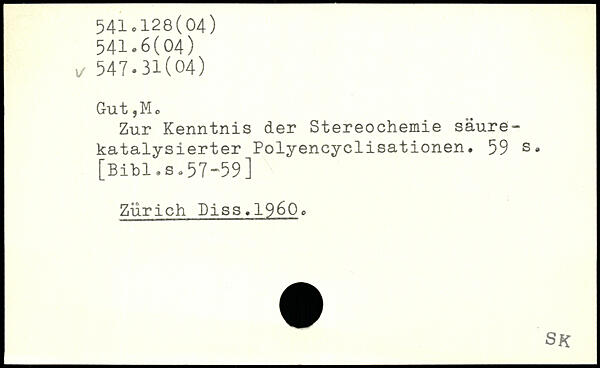 541.128(04)
541.6(04)
✓ 547.31(04)
Gut,M.
Zur Kenntnis der Stereochemie säure-
katalysierter Polyencyclisationen. 59 s.
[Bibl.s.57-59]
Zürich Diss.1960.
SK